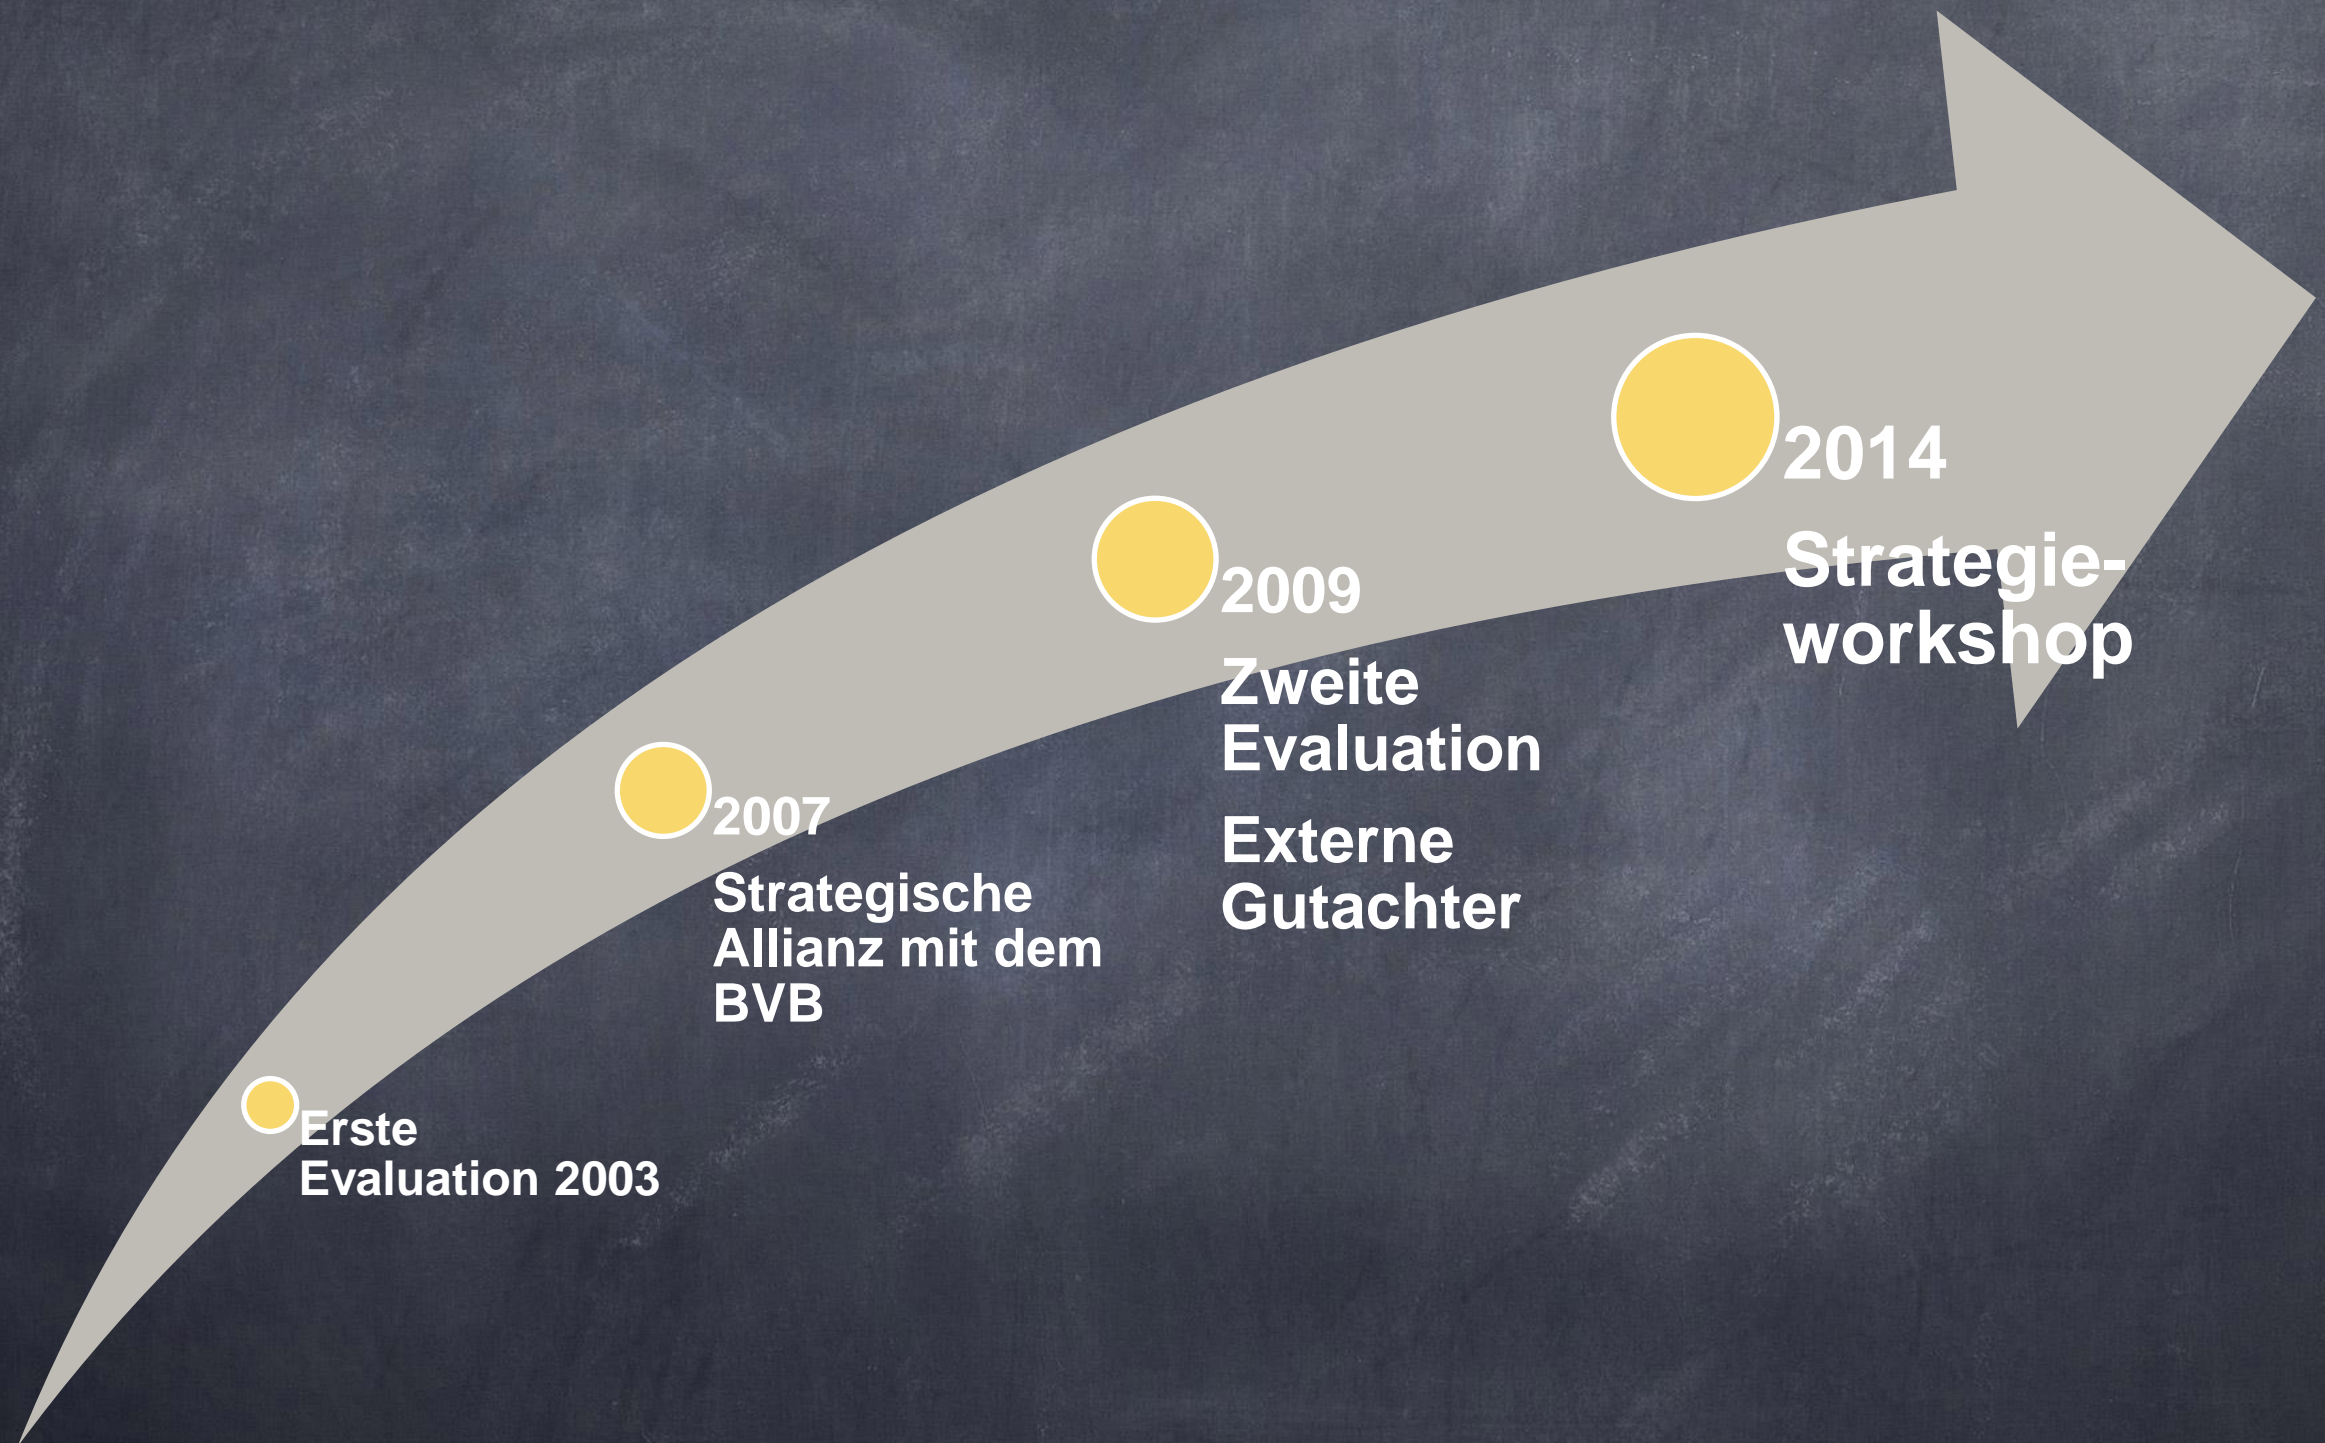 Erste
Evaluation 2003
2007
Strategische
Allianz mit dem
BVB
2009
Zweite
Evaluation
Externe
Gutachter
2014
Strategie-
workshop